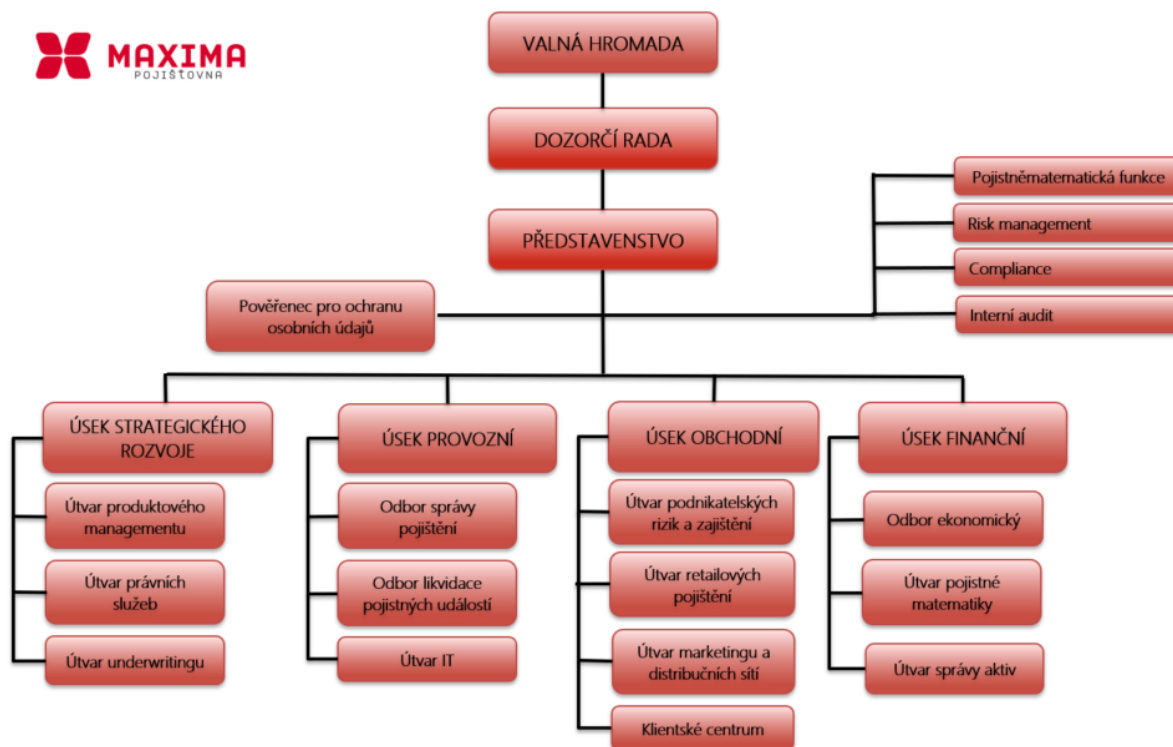 MAXIMA
POJIŠŤOVNA
VALNÁ HROMADA
DOZORČÍ RADA
PŘEDSTAVENSTVO
Pojistněmatematická funkce
Risk management
Compliance
Interní audit
Pověřenec pro ochranu
osobních údajů
ÚSEK STRATEGICKÉHO
ROZVOJE
Útvar produktového
managementu
Útvar právních
služeb
Útvar underwritingu
ÚSEK PROVOZNÍ
Odbor správy
pojištění
Odbor likvidace
pojistných událostí
Útvar IT
ÚSEK OBCHODNÍ
Útvar podnikatelských
rizik a zajištění
Útvar retailových
pojištění
Útvar marketingu a
distribučních sítí
Klientské centrum
ÚSEK FINANČNÍ
Odbor ekonomický
Útvar pojistné
matematiky
Útvar správy aktiv